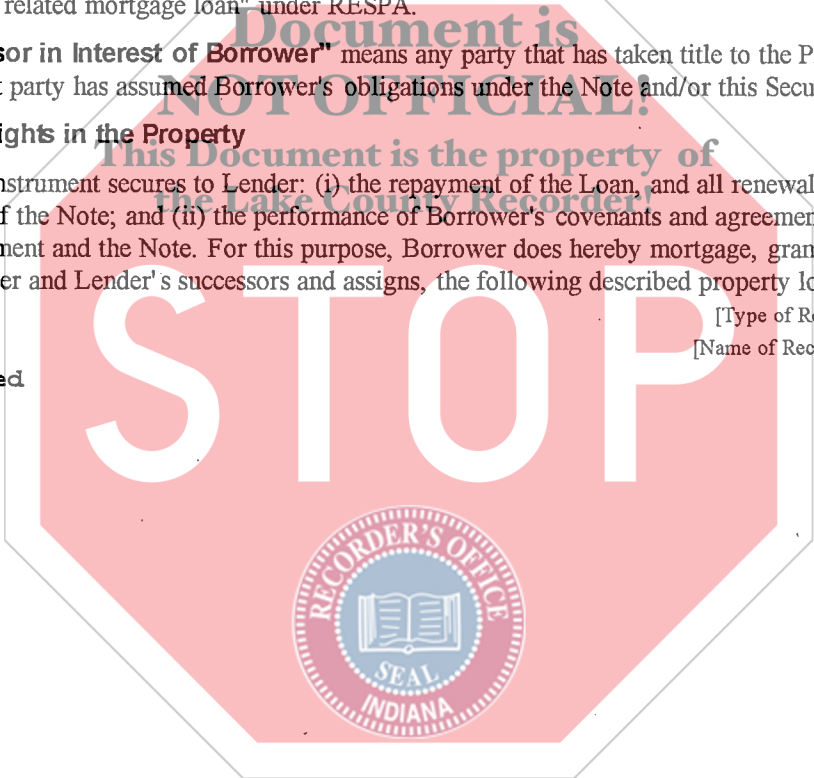 related mortgage loan" under RESPA.
Document is
sor in Interest of Borrower" means any party that has taken title to the P
t party has assumed Borrower's obligations under the Note and/or this Secu
NOT OFFICIAL!
ights in the Property
This Document is the property of
nstrument secures to Lender: (i) the repayment of the Loan, and all renewal
the Lake County Recorder!
f the Note; and (ii) the performance of Borrower's covenants and agreemen
ment and the Note. For this purpose, Borrower does hereby mortgage, gran
er and Lender's successors and assigns, the following described property lo
[Type of Re
[Name of Rec
ed
STOP
RECORDER'S OFFICE
SEAL
INDIANA